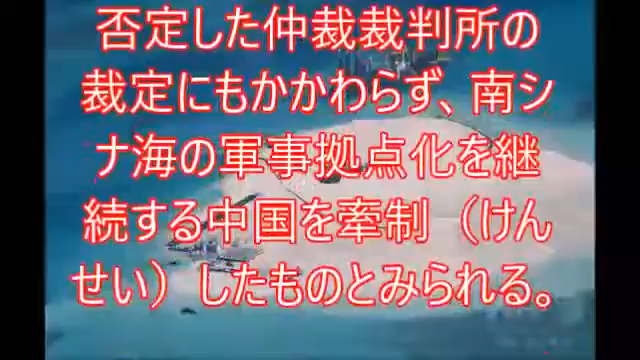 否定した仲裁裁判所の
裁定にもかかわらず、南シ
ナ海の軍事拠点化を継
続する中国を牽制（けん
せい）したものとみられる。